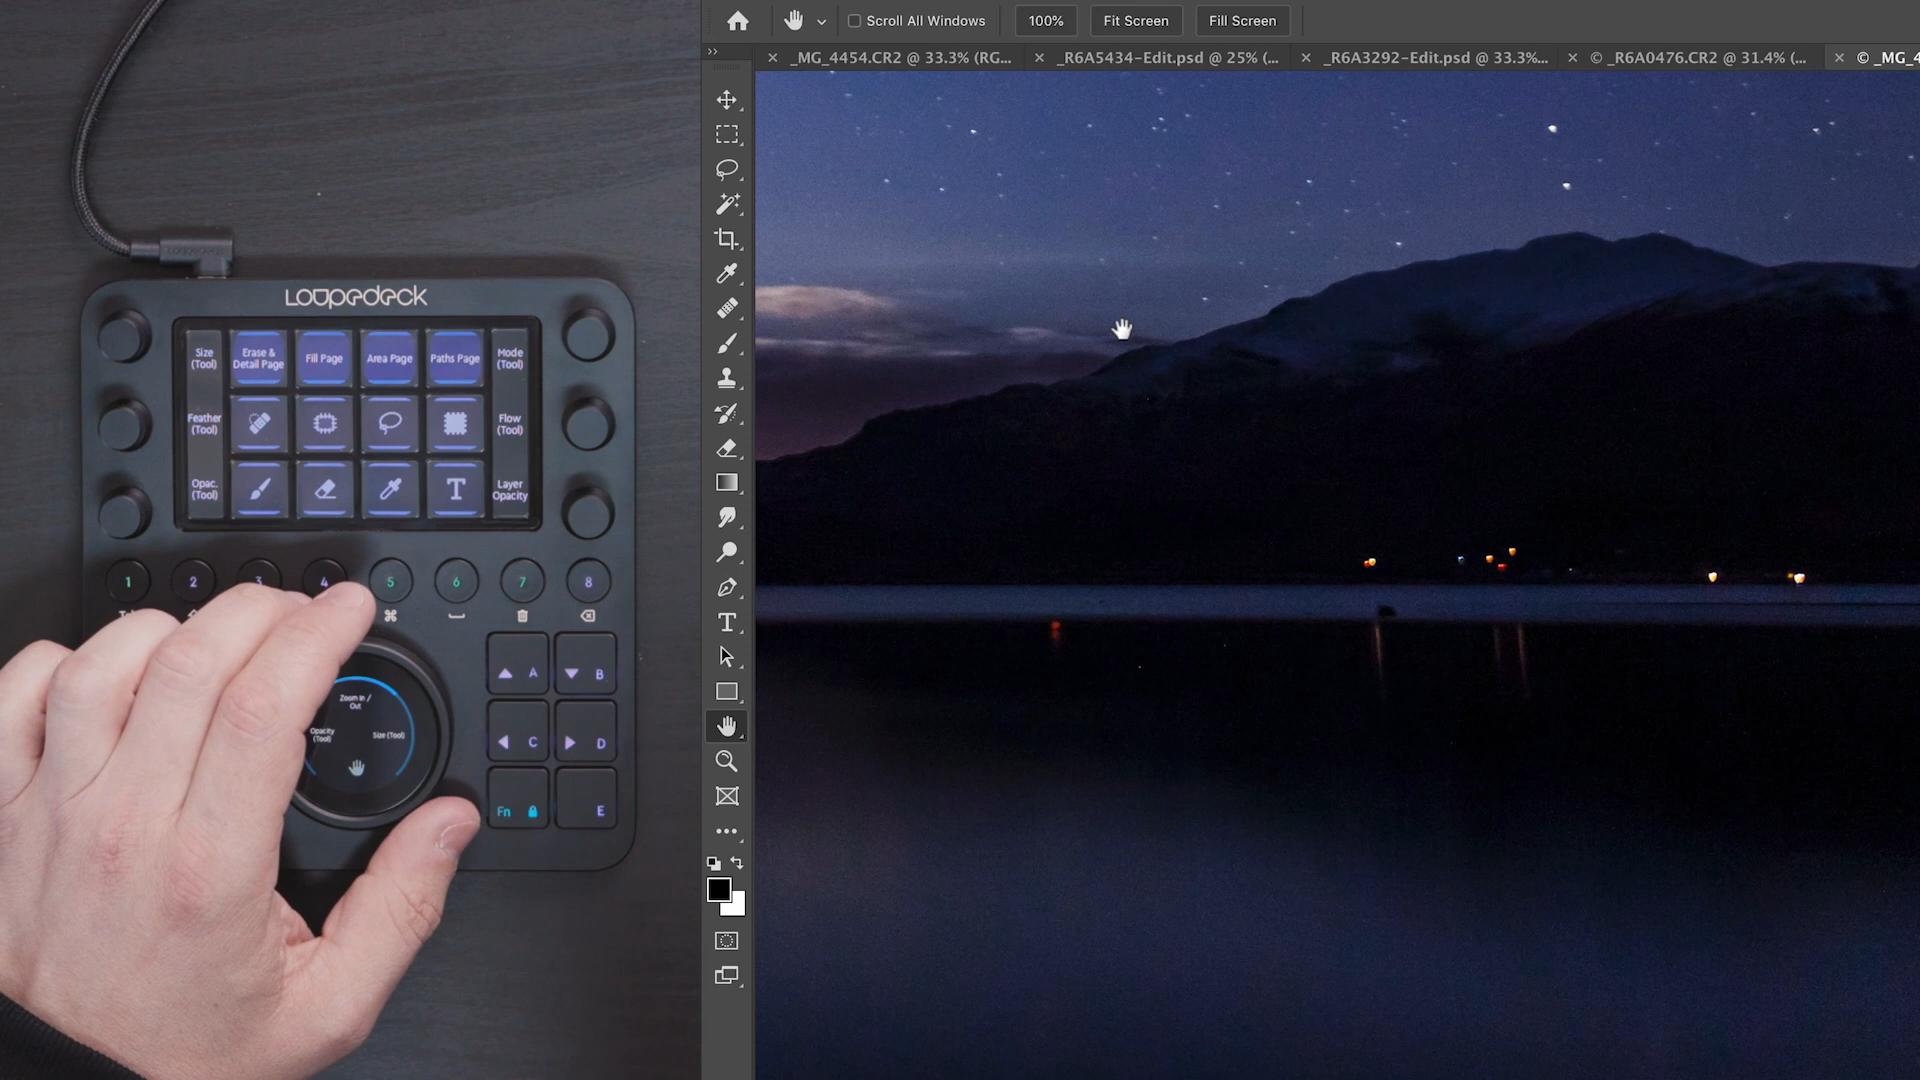 Scroll All Windows
100%
Fit Screen
Fill Screen
_MG_4454.CR2 @ 33.3% (RG...
_R6A5434-Edit.psd @ 25% (...
_R6A3292-Edit.psd @ 33.3%...
© _R6A0476.CR2 @ 31.4% (...
© _MG_4
Loupedeck
Size
(Tool)
Erase &
Detail Page
Fill Page
Area Page
Paths Page
Mode
(Tool)
Feather
(Tool)
Flow
(Tool)
Opac.
(Tool)
T
Layer
Opacity
1 2 3 4 5 6 7 8
⌘
Zoom In /
Out
Opacity
(Tool)
Size (Tool)
A
B
C
D
Fn
E